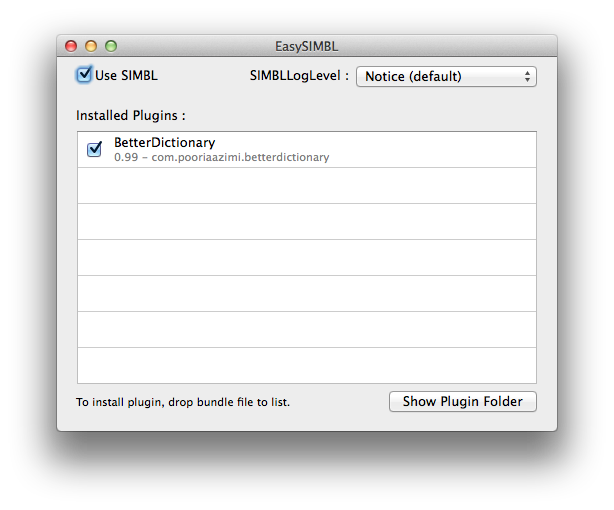 EasySIMBL
Use SIMBL
SIMBLLogLevel :
Notice (default)
Installed Plugins :
BetterDictionary
0.99 – com.pooriaazimi.betterdictionary
To install plugin, drop bundle file to list.
Show Plugin Folder